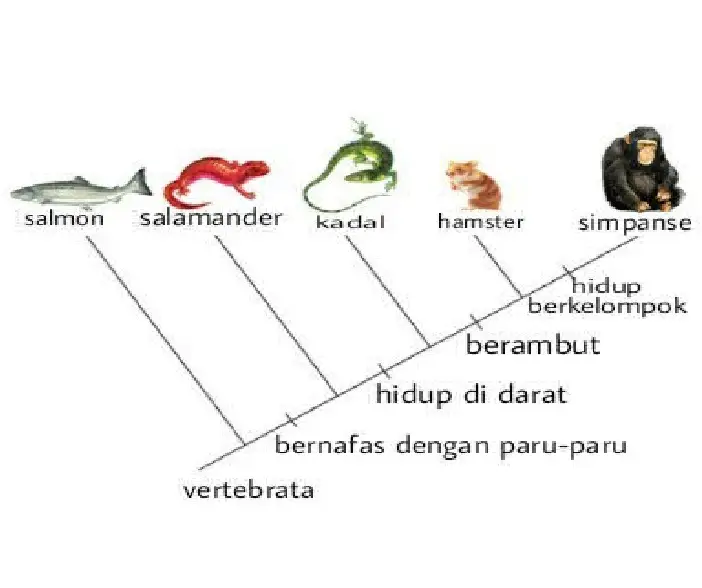 salmon
salamander
kadal
hamster
simpanse
hidup
berkelompok
berambut
hidup di darat
bernafas dengan paru-paru
vertebrata